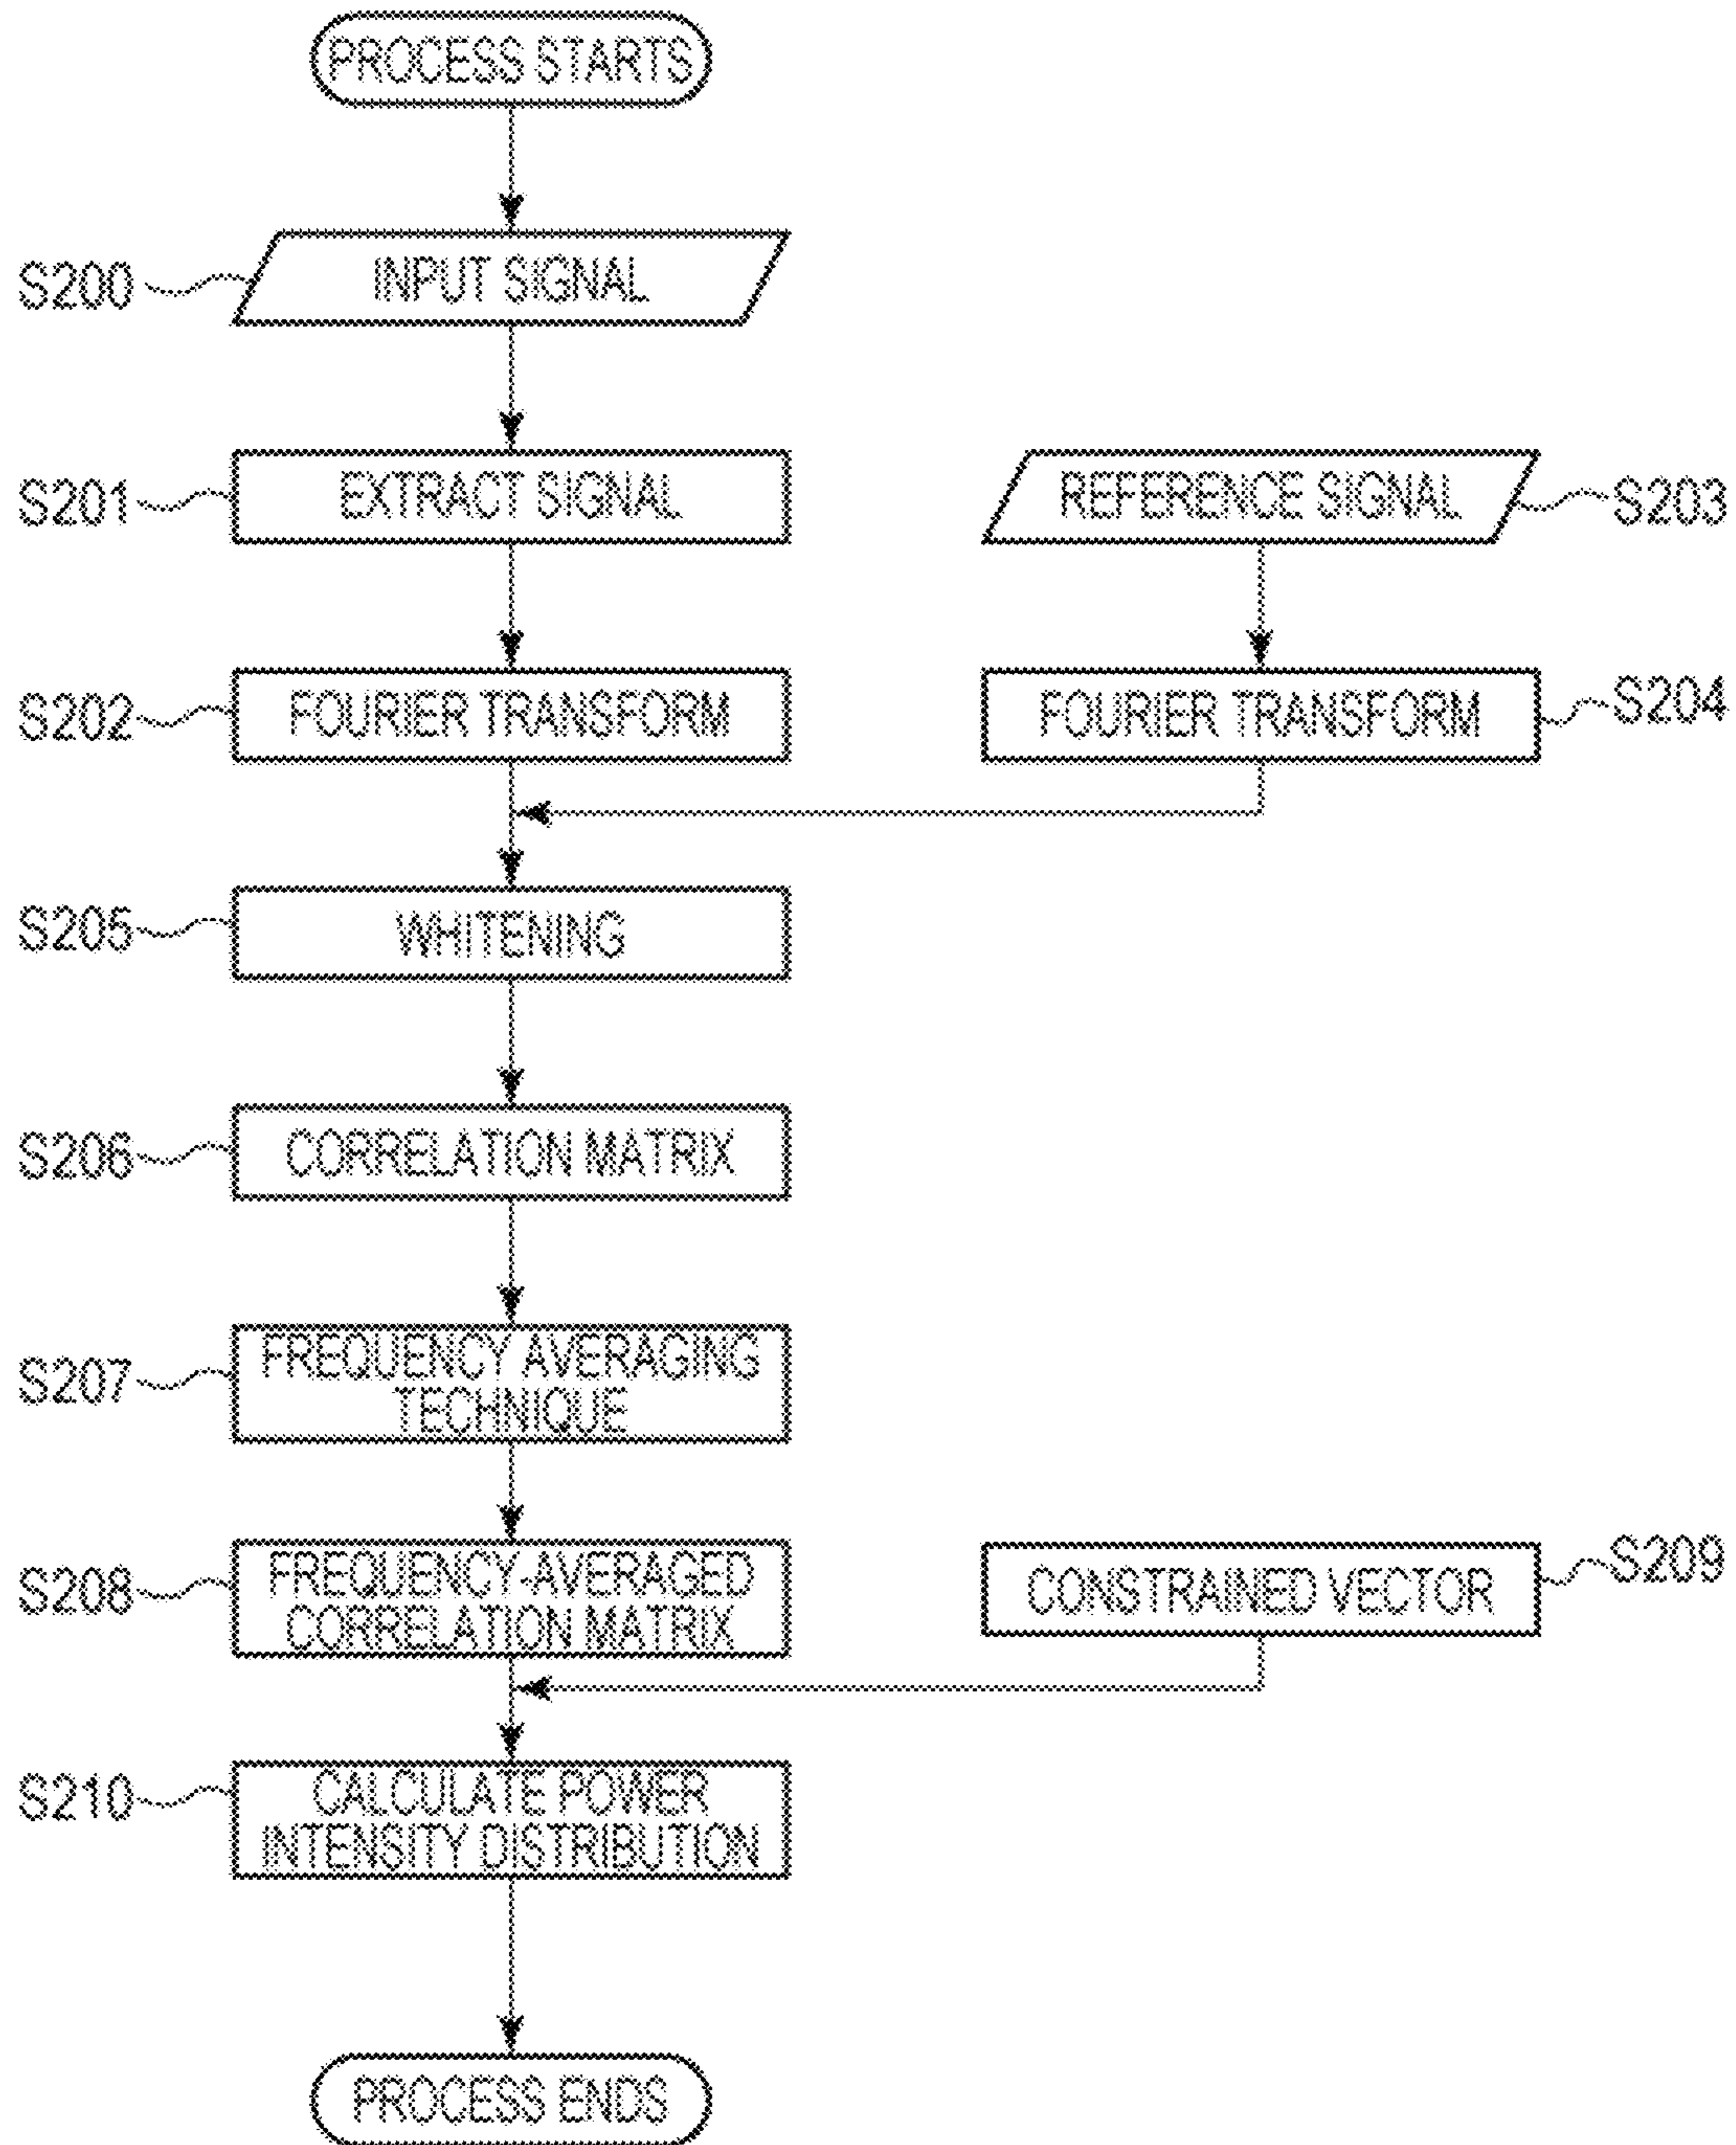 PROCESS STARTS
S200
INPUT SIGNAL
S201
EXTRACT SIGNAL
REFERENCE SIGNAL
S203
S202
FOURIER TRANSFORM
FOURIER TRANSFORM
S204
S205
WHITENING
S206
CORRELATION MATRIX
S207
FREQUENCY AVERAGING
TECHNIQUE
S208
FREQUENCY-AVERAGED
CORRELATION MATRIX
CONSTRAINED VECTOR
S209
S210
CALCULATE POWER
INTENSITY DISTRIBUTION
PROCESS ENDS